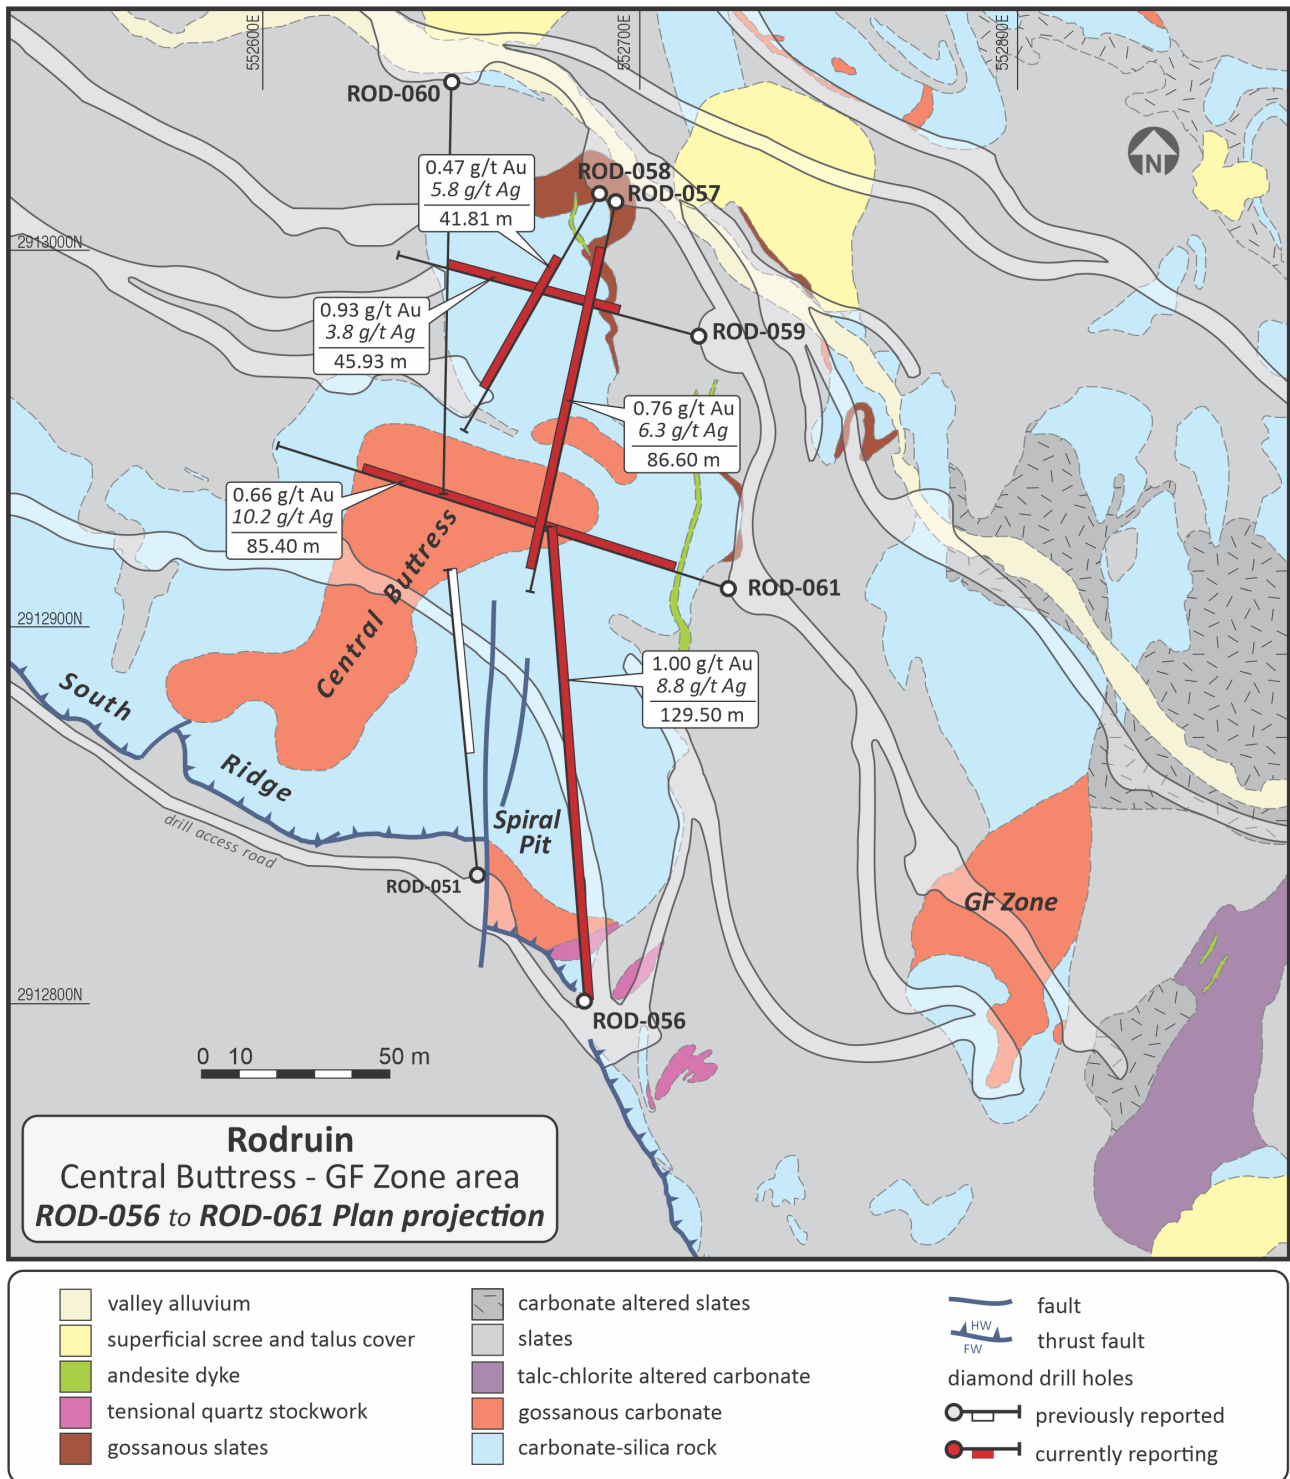 552600E
552700E
552800E
ROD-060
N
0.47 g/t Au
5.8 g/t Ag
41.81 m
ROD-058
ROD-057
2913000N
0.93 g/t Au
3.8 g/t Ag
45.93 m
ROD-059
0.76 g/t Au
6.3 g/t Ag
86.60 m
0.66 g/t Au
10.2 g/t Ag
85.40 m
Central Buttress
ROD-061
2912900N
1.00 g/t Au
8.8 g/t Ag
129.50 m
South
Ridge
drill access road
Spiral
Pit
ROD-051
GF Zone
2912800N
ROD-056
0 10 50 m
Rodruin
Central Buttress - GF Zone area
ROD-056 to ROD-061 Plan projection
valley alluvium
superficial scree and talus cover
andesite dyke
tensional quartz stockwork
gossanous slates
carbonate altered slates
slates
talc-chlorite altered carbonate
gossanous carbonate
carbonate-silica rock
fault
HW
FW
thrust fault
diamond drill holes
previously reported
currently reporting